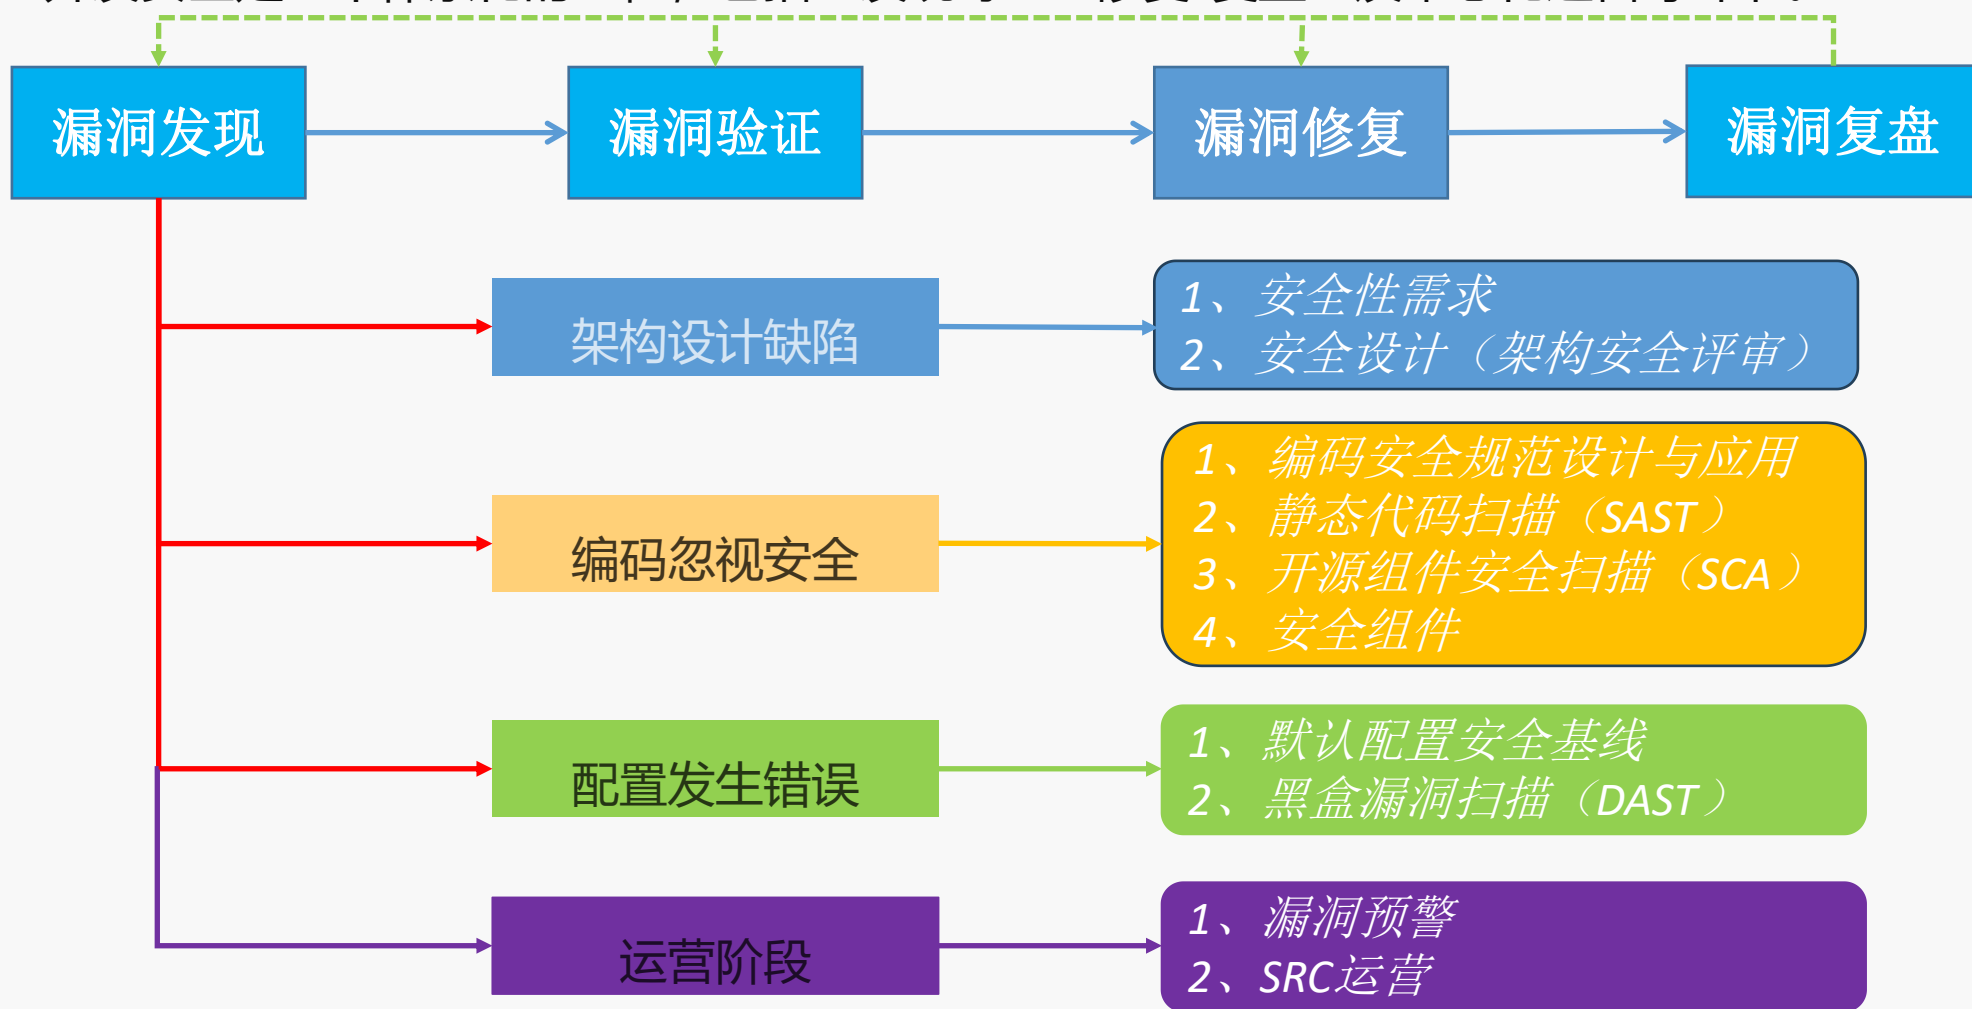 漏洞发现
漏洞验证
漏洞修复
漏洞复盘
架构设计缺陷
1、安全性需求
2、安全设计（架构安全评审）
编码忽视安全
1、编码安全规范设计与应用
2、静态代码扫描（SAST）
3、开源组件安全扫描（SCA）
4、安全组件
配置发生错误
1、默认配置安全基线
2、黑盒漏洞扫描（DAST）
运营阶段
1、漏洞预警
2、SRC运营